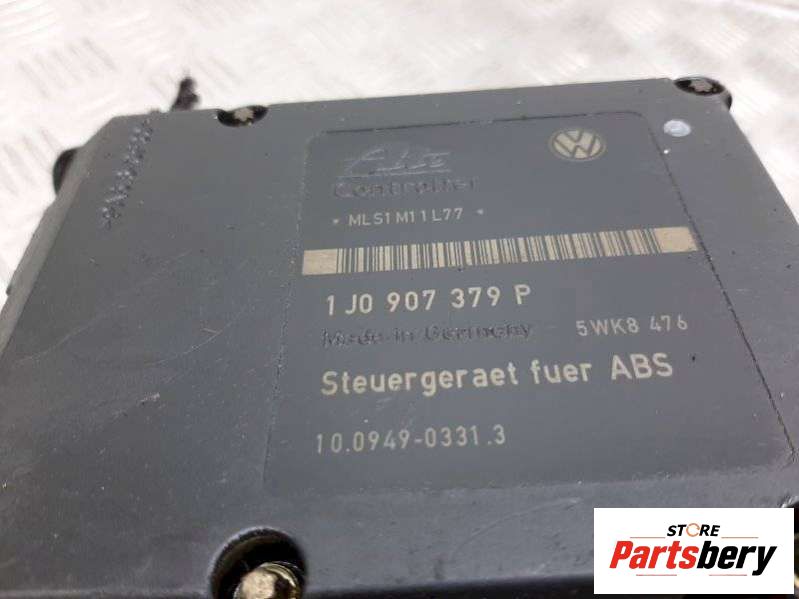 Controller
* MLS1M11L77 *
1J0 907 379 P
Made in Germany
5WK8 476
Steuergeraet fuer ABS
10.0949-0331.3
STORE
Partsbery